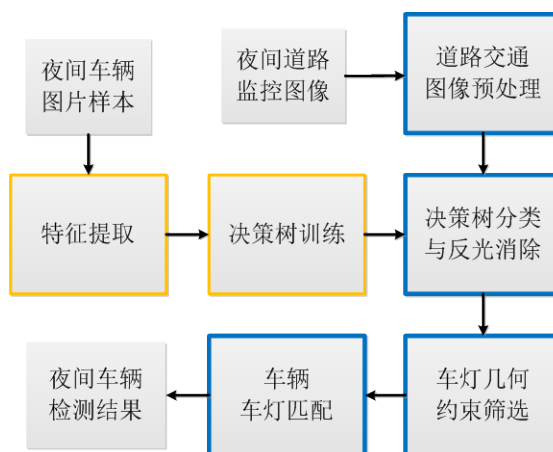 夜间车辆
图片样本
夜间道路
监控图像
道路交通
图像预处理
特征提取
决策树训练
决策树分类
与反光消除
夜间车辆
检测结果
车辆
车灯匹配
车灯几何
约束筛选